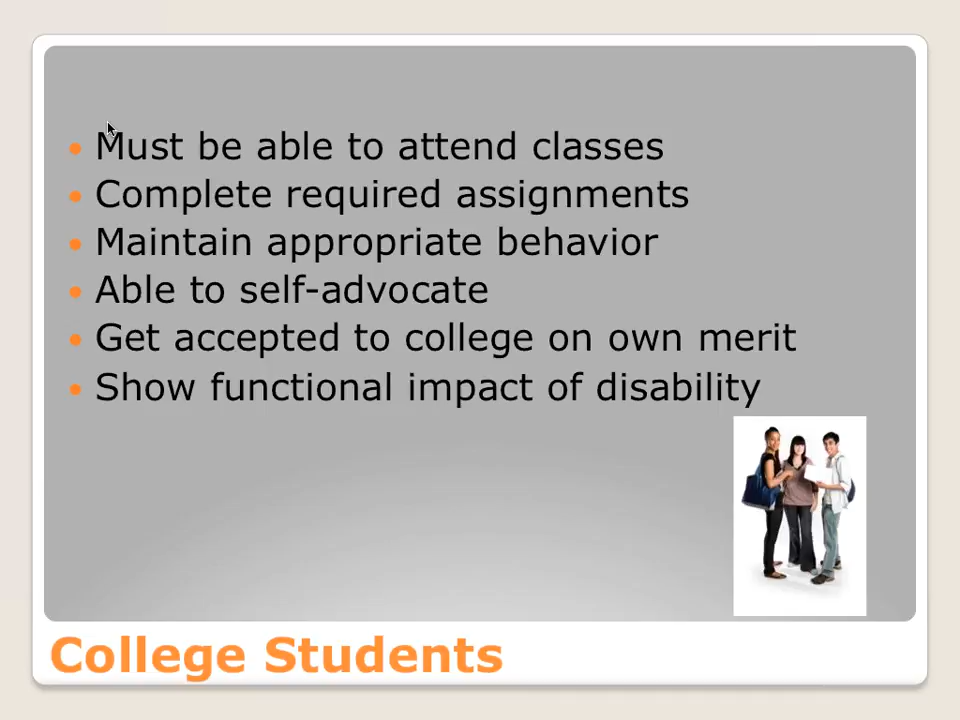 Must be able to attend classes
Complete required assignments
Maintain appropriate behavior
Able to self-advocate
Get accepted to college on own merit
Show functional impact of disability
College Students